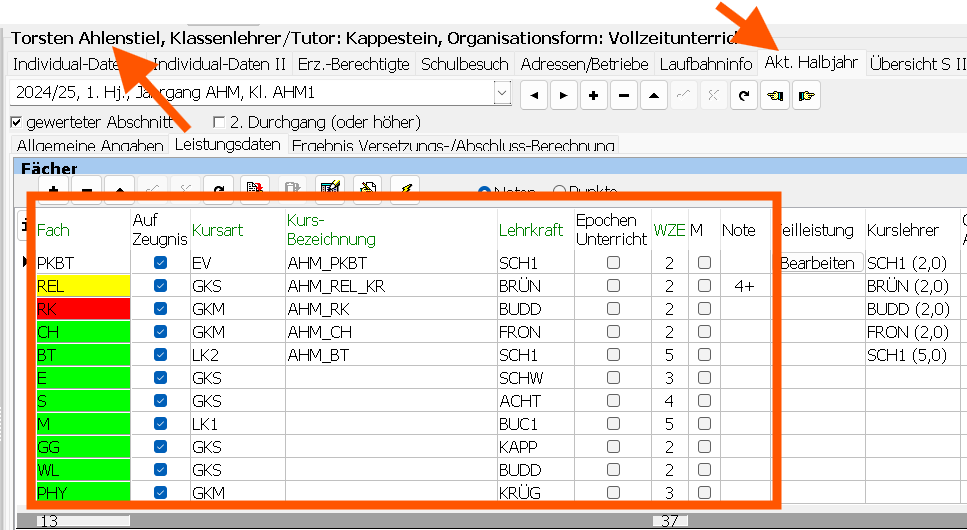 Torsten Ahlenstiel, Klassenlehrer/Tutor: Kappestein, Organisationsform: Vollzeitunterric
Individual-Date Individual-Daten II Erz.-Berechtigte Schulbesuch Adressen/Betriebe Laufbahninfo Akt. Halbjahr Übersicht S II
2024/25, 1. Hj., Jahrgang AHM, Kl. AHM1
gewerteter Abschnitt 2. Durchgang (oder höher)
Allgemeine Angaben Leistungsdaten Ergebnis Versetzungs-/Abschluss-Berechnung
Fächer
Noten Punkte
Fach Auf Zeugnis Kursart Kurs-Bezeichnung Lehrkraft Epochen Unterricht WZE M Note Teilleistung Kurslehrer
PKBT EV AHM_PKBT SCH1 2 Bearbeiten SCH1 (2,0)
REL GKS AHM_REL_KR BRÜN 2 4+ BRÜN (2,0)
RK GKM AHM_RK BUDD 2 BUDD (2,0)
CH GKM AHM_CH FRON 2 FRON (2,0)
BT LK2 AHM_BT SCH1 5 SCH1 (5,0)
E GKS SCHW 3
S GKS ACHT 4
M LK1 BUC1 5
GG GKS KAPP 2
WL GKS BUDD 2
PHY GKM KRÜG 3
13 37